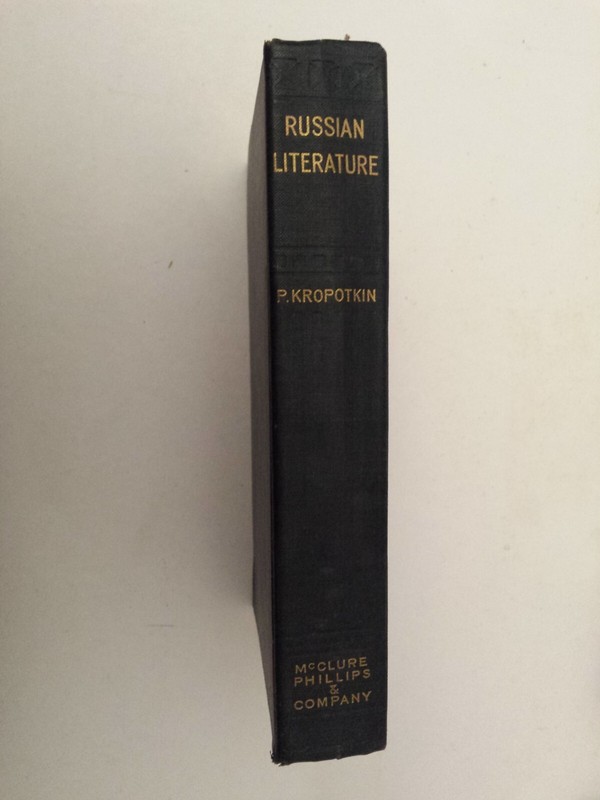 RUSSIAN
LITERATURE
P. KROPOTKIN
McCLURE
PHILLIPS
&
COMPANY